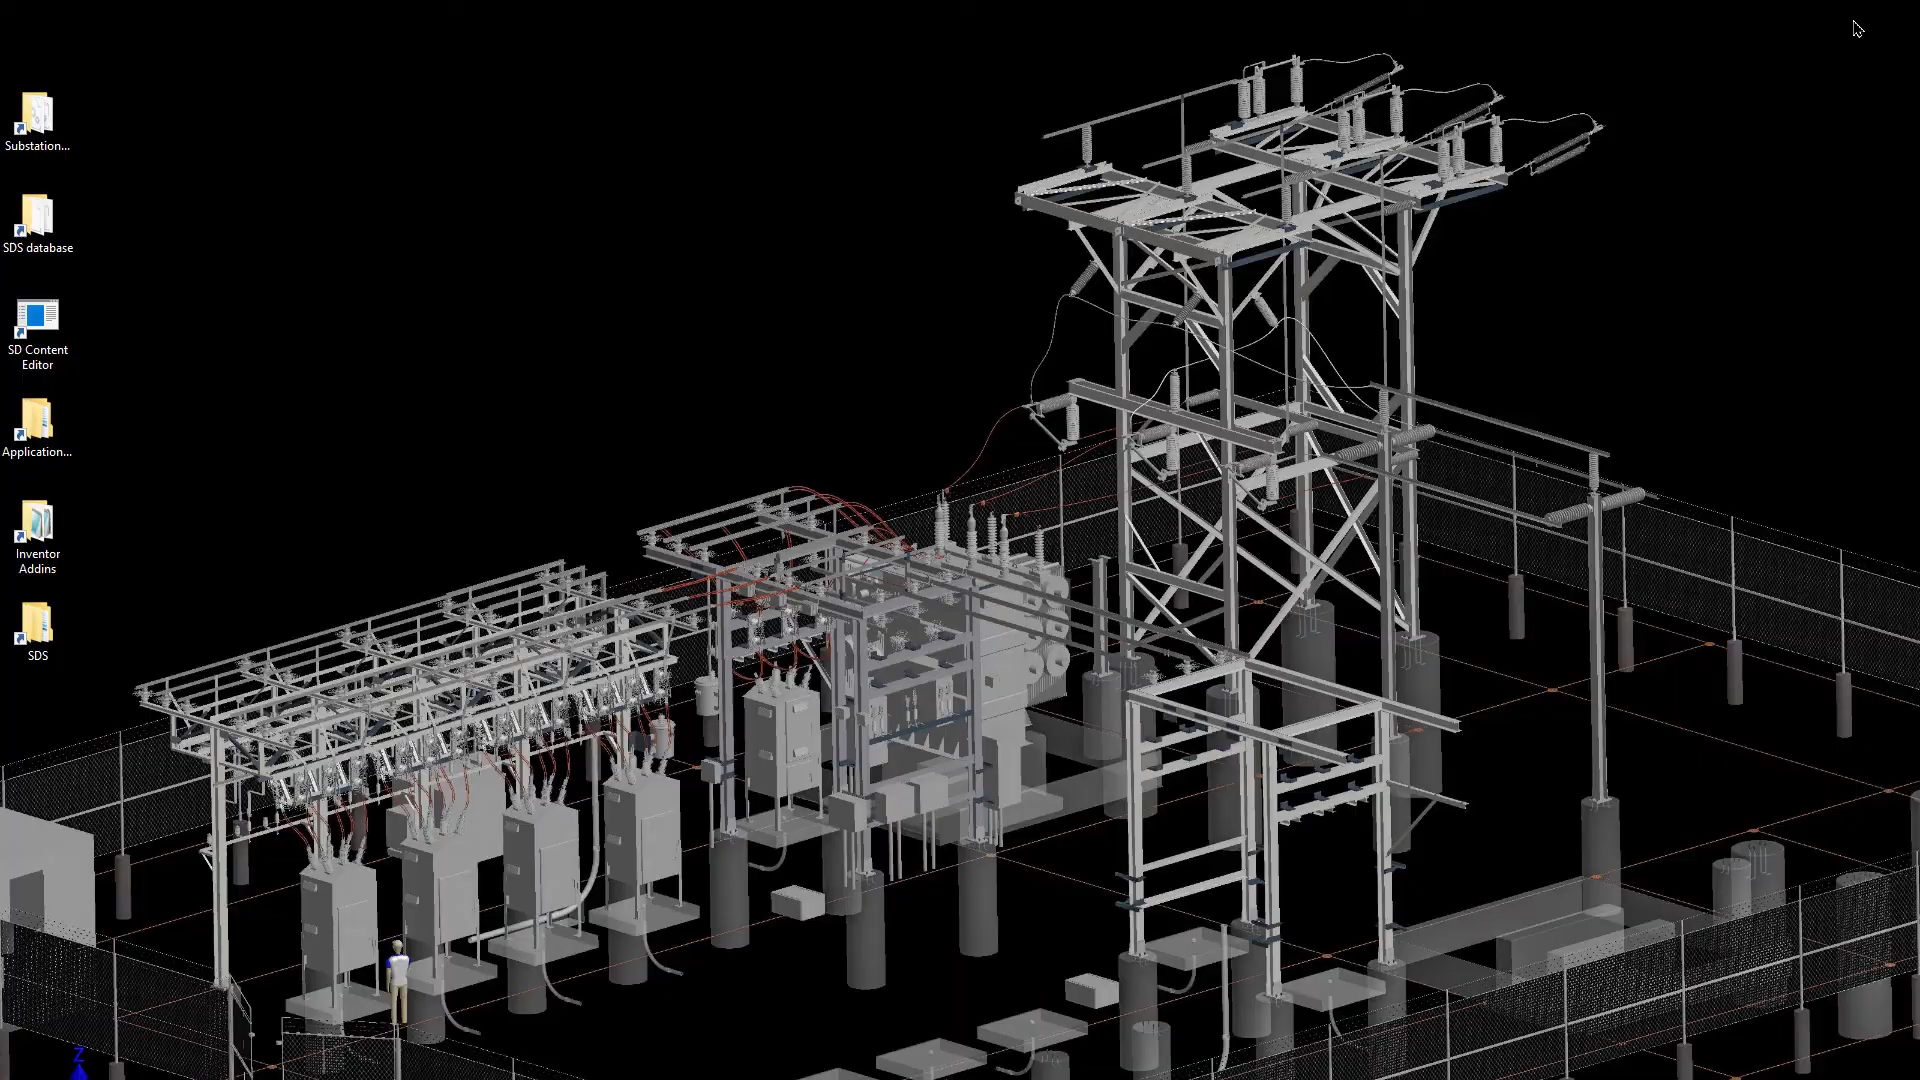 Substation...
SDS database
SD Content
Editor
Application...
Inventor
Addins
SDS
Z